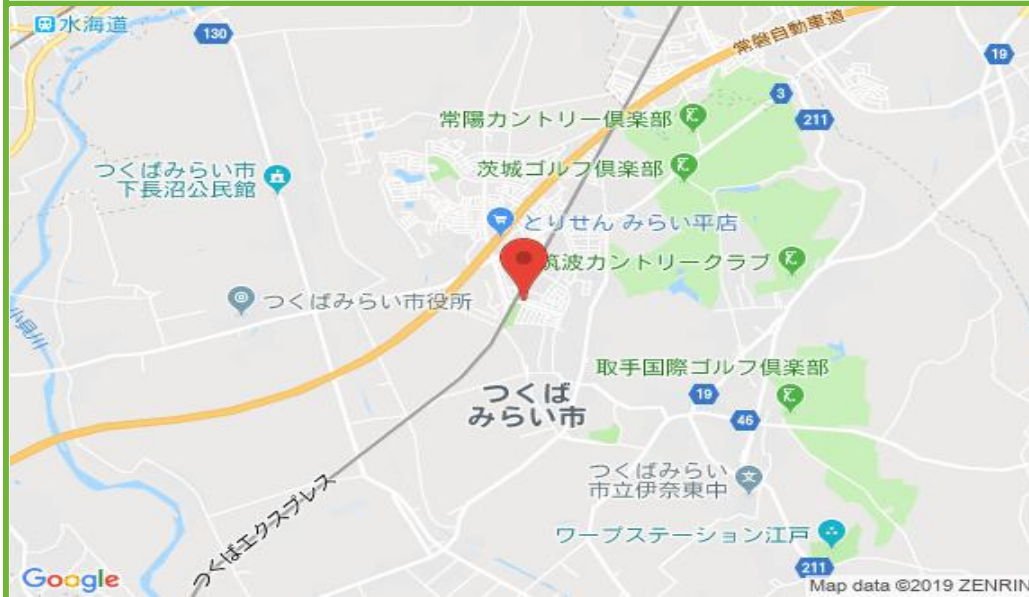 水海道
130
常磐自動車道
19
3
211
常陽カントリー倶楽部
つくばみらい市
下長沼公民館
茨城ゴルフ倶楽部
とりせん みらい平店
筑波カントリークラブ
つくばみらい市役所
小貝川
取手国際ゴルフ倶楽部
つくば
みらい市
19
46
つくばみらい
市立伊奈東中
つくばエクスプレス
ワープステーション江戸
211
Google
Map data ©2019 ZENRIN